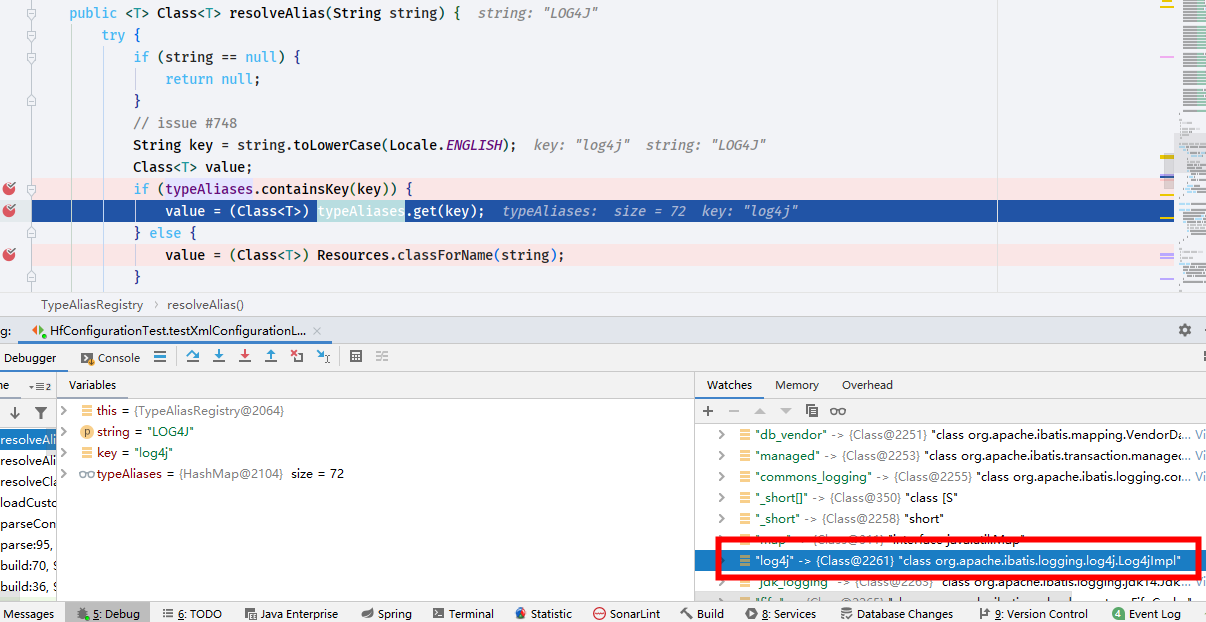 public <T> Class<T> resolveAlias(String string) { string: "LOG4J"
try {
if (string == null) {
return null;
}
// issue #748
String key = string.toLowerCase(Locale.ENGLISH); key: "log4j" string: "LOG4J"
Class<T> value;
if (typeAliases.containsKey(key)) {
value = (Class<T>) typeAliases.get(key); typeAliases: size = 72 key: "log4j"
} else {
value = (Class<T>) Resources.classForName(string);
}
TypeAliasRegistry › resolveAlias()
g: HfConfigurationTest.testXmlConfigurationL... ×
Debugger Console
ne 2 Variables Watches Memory Overhead
this = {TypeAliasRegistry@2064}
string = "LOG4J"
key = "log4j"
typeAliases = {HashMap@2104} size = 72
resolveAli
resolveAli
resolveCla
loadCusto
parseCon
parse:95,
build:70, S
build:36, S
"db_vendor" -> {Class@2251} "class org.apache.ibatis.mapping.VendorDa... Vi
"managed" -> {Class@2253} "class org.apache.ibatis.transaction.managed... Vi
"commons_logging" -> {Class@2255} "class org.apache.ibatis.logging.cor... Vi
"_short[]" -> {Class@350} "class [S"
"_short" -> {Class@2258} "short"
"map" -> {Class@611} "interface java.util.Map"
"log4j" -> {Class@2261} "class org.apache.ibatis.logging.log4j.Log4jImpl"
"jdk_logging" -> {Class@2263} "class org.apache.ibatis.logging.jdk14.Jdk...
Messages 5: Debug 6: TODO Java Enterprise Spring Terminal Statistic SonarLint Build 8: Services Database Changes 9: Version Control 4 Event Log